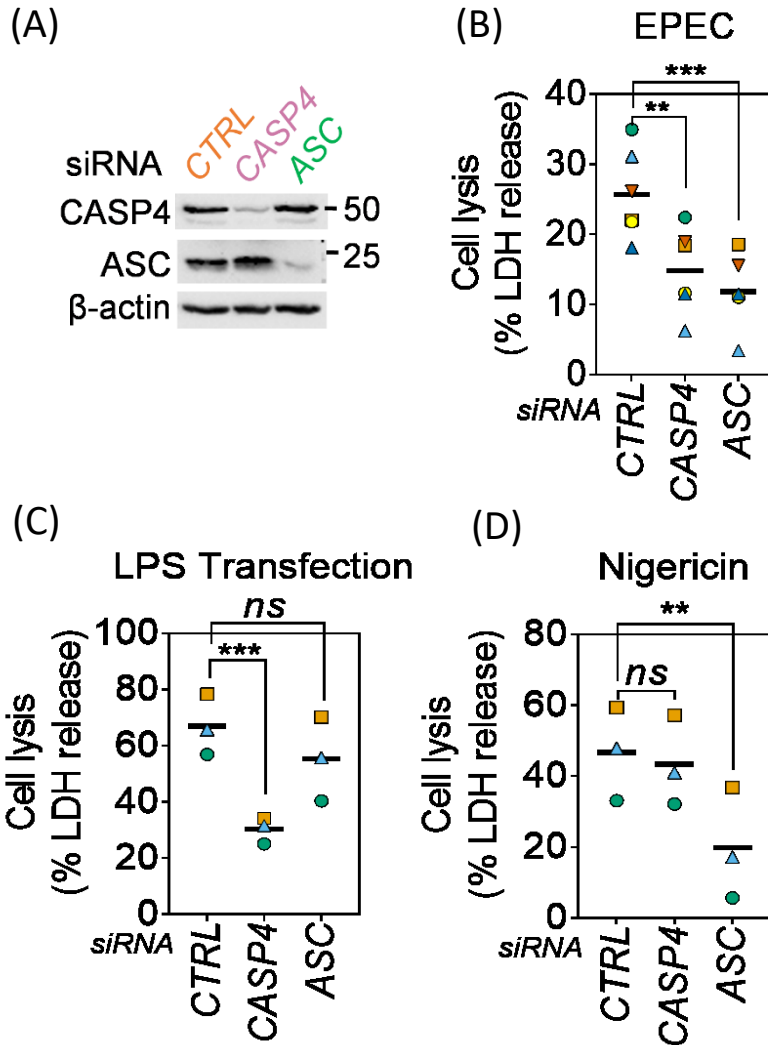 (A)
siRNA CTRL CASP4 ASC
CASP4 50
ASC 25
β-actin
(B)
EPEC
***
**
Cell lysis
(% LDH release)
40
30
20
10
0
siRNA CTRL CASP4 ASC
(C)
LPS Transfection
ns
***
Cell lysis
(% LDH release)
100
80
60
40
20
0
siRNA CTRL CASP4 ASC
(D)
Nigericin
**
ns
Cell lysis
(% LDH release)
80
60
40
20
0
siRNA CTRL CASP4 ASC